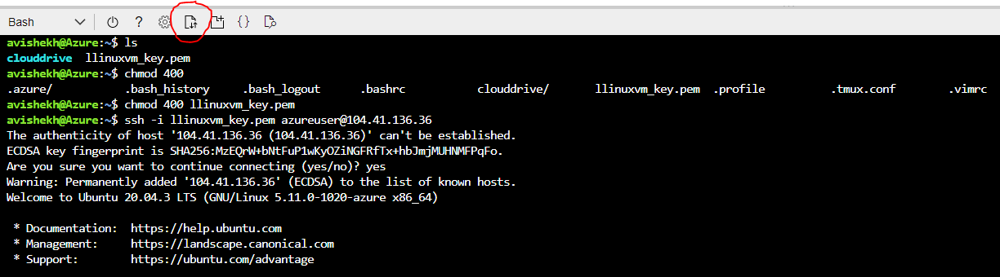 Bash ? {}
avishekh@Azure:~$ ls
clouddrive llinuxvm_key.pem
avishekh@Azure:~$ chmod 400
.azure/ .bash_history .bash_logout .bashrc clouddrive/ llinuxvm_key.pem .profile .tmux.conf .vimrc
avishekh@Azure:~$ chmod 400 llinuxvm_key.pem
avishekh@Azure:~$ ssh -i llinuxvm_key.pem azureuser@104.41.136.36
The authenticity of host '104.41.136.36 (104.41.136.36)' can't be established.
ECDSA key fingerprint is SHA256:MzEQrW+bNtFuP1wKyOZiNGFRfTx+hbJmjMUHNMFPqFo.
Are you sure you want to continue connecting (yes/no)? yes
Warning: Permanently added '104.41.136.36' (ECDSA) to the list of known hosts.
Welcome to Ubuntu 20.04.3 LTS (GNU/Linux 5.11.0-1020-azure x86_64)
* Documentation: https://help.ubuntu.com
* Management: https://landscape.canonical.com
* Support: https://ubuntu.com/advantage